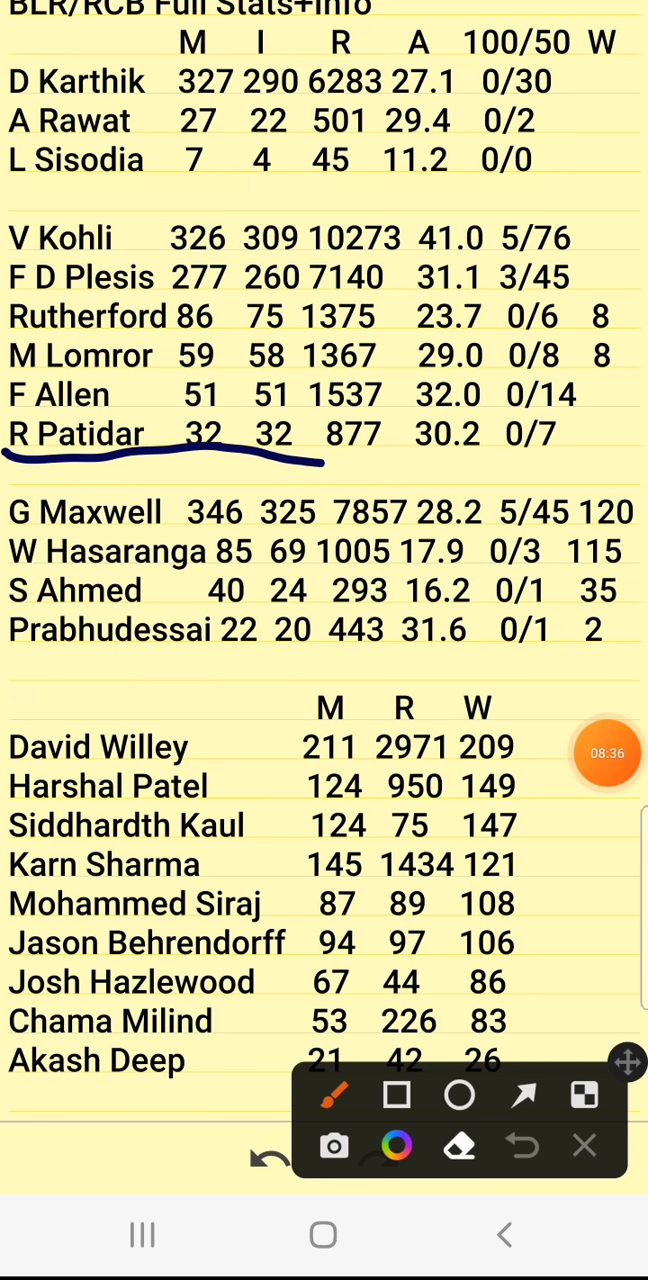 BLR/RCB Full Stats+Info
M I R A 100/50 W
D Karthik 327 290 6283 27.1 0/30
A Rawat 27 22 501 29.4 0/2
L Sisodia 7 4 45 11.2 0/0
V Kohli 326 309 10273 41.0 5/76
F D Plesis 277 260 7140 31.1 3/45
Rutherford 86 75 1375 23.7 0/6 8
M Lomror 59 58 1367 29.0 0/8 8
F Allen 51 51 1537 32.0 0/14
R Patidar 32 32 877 30.2 0/7
G Maxwell 346 325 7857 28.2 5/45 120
W Hasaranga 85 69 1005 17.9 0/3 115
S Ahmed 40 24 293 16.2 0/1 35
Prabhudessai 22 20 443 31.6 0/1 2
M R W
David Willey 211 2971 209
Harshal Patel 124 950 149
Siddhardth Kaul 124 75 147
Karn Sharma 145 1434 121
Mohammed Siraj 87 89 108
Jason Behrendorff 94 97 106
Josh Hazlewood 67 44 86
Chama Milind 53 226 83
Akash Deep 21 42 26
08:36